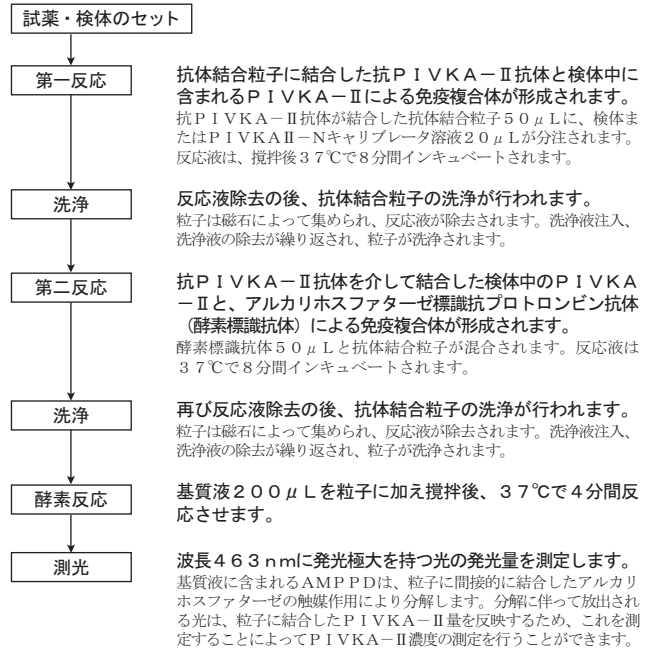 試薬・検体のセット
第一反応
抗体結合粒子に結合した抗ＰＩＶＫＡ－Ⅱ抗体と検体中に
含まれるＰＩＶＫＡ－Ⅱによる免疫複合体が形成されます。
抗ＰＩＶＫＡ－Ⅱ抗体が結合した抗体結合粒子５０μＬに、検体ま
たはＰＩＶＫＡⅡ－Ｎキャリブレータ溶液２０μＬが分注されます。
反応液は、撹拌後３７℃で８分間インキュベートされます。
洗浄
反応液除去の後、抗体結合粒子の洗浄が行われます。
粒子は磁石によって集められ、反応液が除去されます。洗浄液注入、
洗浄液の除去が繰り返され、粒子が洗浄されます。
第二反応
抗ＰＩＶＫＡ－Ⅱ抗体を介して結合した検体中のＰＩＶＫＡ
－Ⅱと、アルカリホスファターゼ標識抗プロトロンビン抗体
（酵素標識抗体）による免疫複合体が形成されます。
酵素標識抗体５０μＬと抗体結合粒子が混合されます。反応液は
３７℃で８分間インキュベートされます。
洗浄
再び反応液除去の後、抗体結合粒子の洗浄が行われます。
粒子は磁石によって集められ、反応液が除去されます。洗浄液注入、
洗浄液の除去が繰り返され、粒子が洗浄されます。
酵素反応
基質液２００μＬを粒子に加え撹拌後、３７℃で４分間反
応させます。
測光
波長４６３ｎｍに発光極大を持つ光の発光量を測定します。
基質液に含まれるＡＭＰＰＤは、粒子に間接的に結合したアルカリ
ホスファターゼの触媒作用により分解します。分解に伴って放出され
る光は、粒子に結合したＰＩＶＫＡ－Ⅱ量を反映するため、これを測
定することによってＰＩＶＫＡ－Ⅱ濃度の測定を行うことができます。